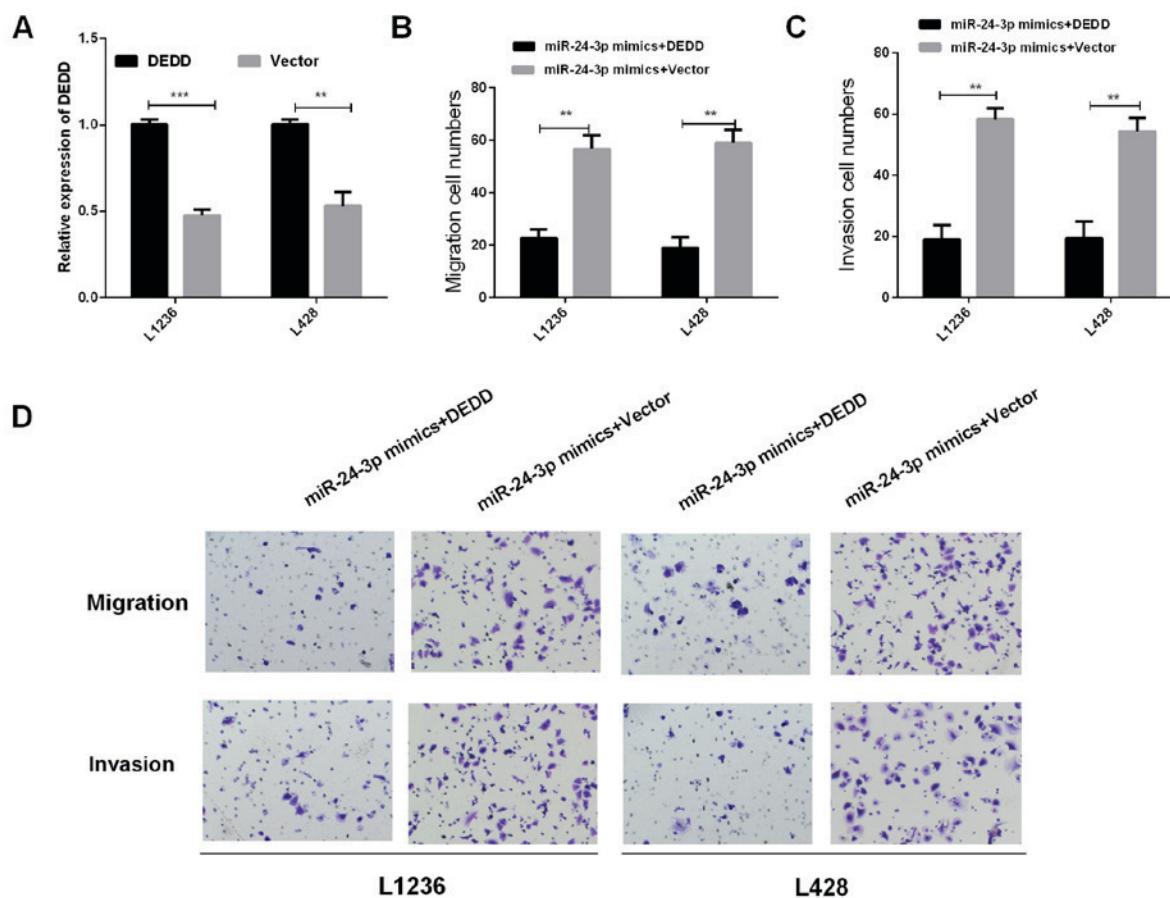 A
Relative expression of DEDD
1.5
1.0
0.5
0.0
DEDD
Vector
***
**
L1236
L428
B
miR-24-3p mimics+DEDD
miR-24-3p mimics+Vector
Migration cell numbers
80
60
40
20
0
**
**
L1236
L428
C
miR-24-3p mimics+DEDD
miR-24-3p mimics+Vector
Invasion cell numbers
80
60
40
20
0
**
**
L1236
L428
D
miR-24-3p mimics+DEDD
miR-24-3p mimics+Vector
miR-24-3p mimics+DEDD
miR-24-3p mimics+Vector
Migration
Invasion
L1236
L428